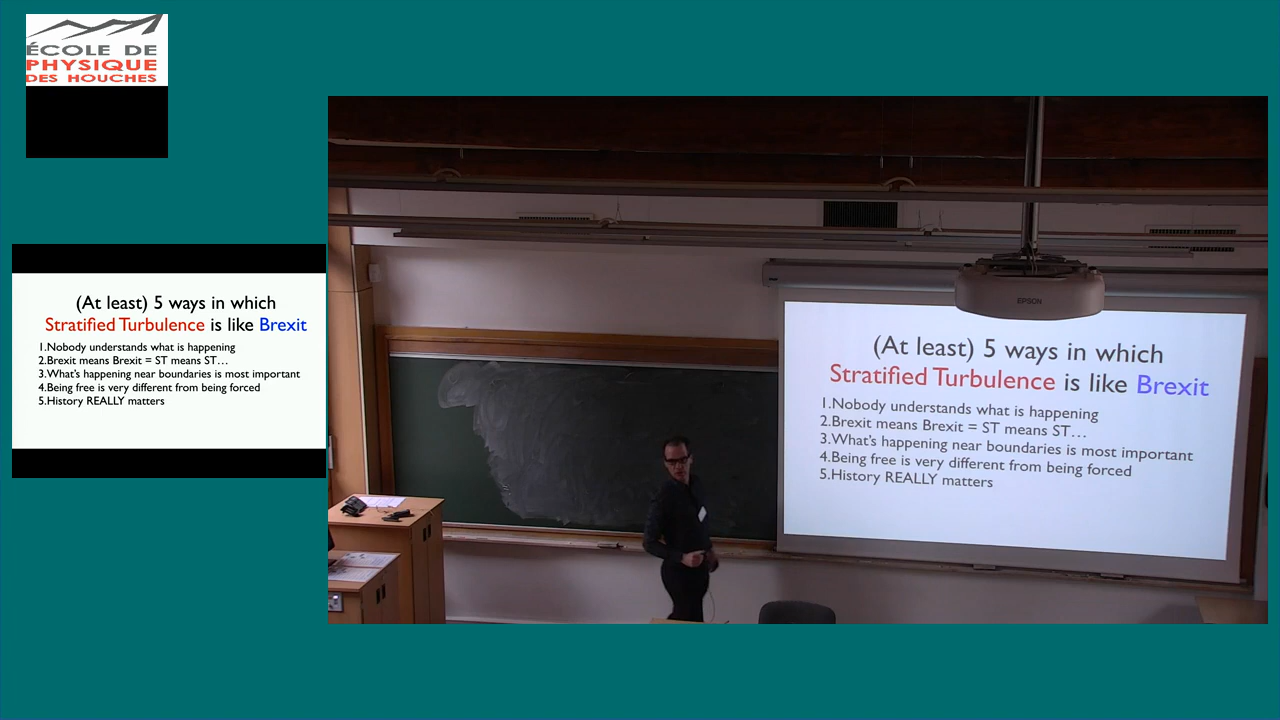 ÉCOLE DE
PHYSIQUE
DES HOUCHES
(At least) 5 ways in which
Stratified Turbulence is like Brexit
1.Nobody understands what is happening
2.Brexit means Brexit = ST means ST…
3.What's happening near boundaries is most important
4.Being free is very different from being forced
5.History REALLY matters
EPSON
(At least) 5 ways in which
Stratified Turbulence is like Brexit
1.Nobody understands what is happening
2.Brexit means Brexit = ST means ST…
3.What's happening near boundaries is most important
4.Being free is very different from being forced
5.History REALLY matters